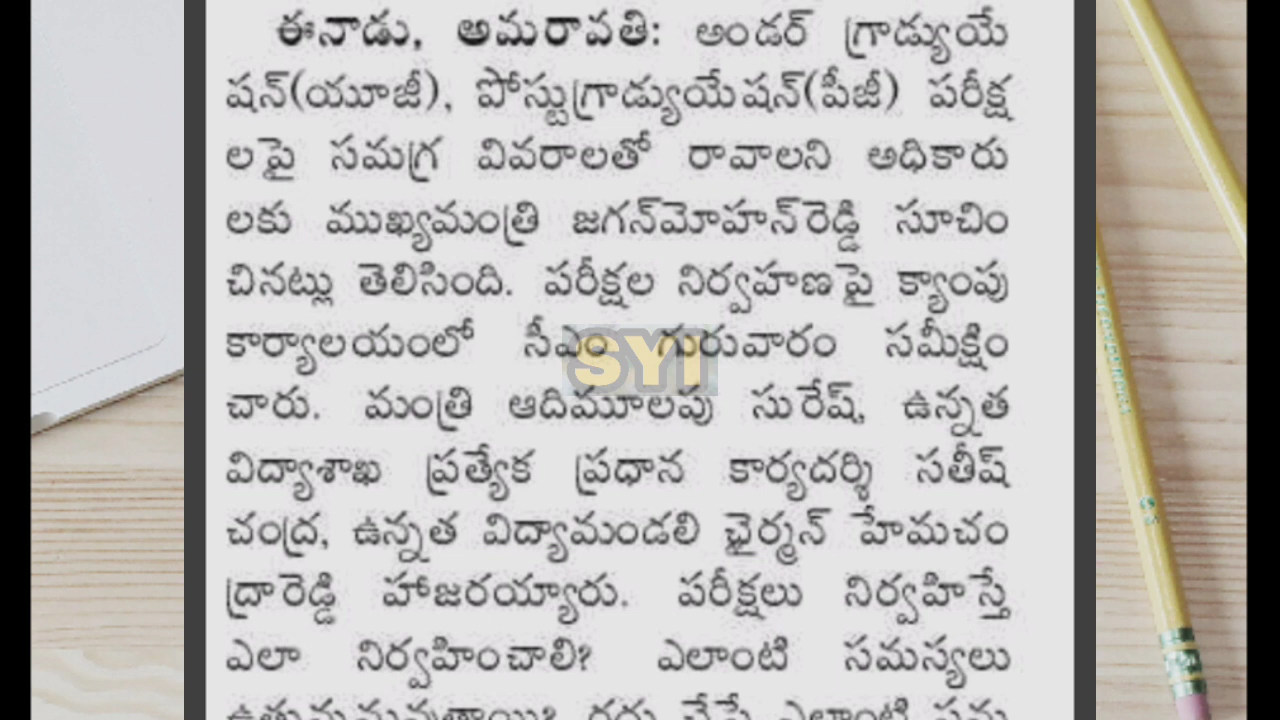 ఈనాడు, అమరావతి: అండర్ గ్రాడ్యుయే
షన్(యూజీ), పోస్టుగ్రాడ్యుయేషన్(పీజీ) పరీక్ష
లపై సమగ్ర వివరాలతో రావాలని అధికారు
లకు ముఖ్యమంత్రి జగన్‌మోహన్‌రెడ్డి సూచిం
చినట్లు తెలిసింది. పరీక్షల నిర్వహణపై క్యాంపు
కార్యాలయంలో సీఎం గురువారం సమీక్షిం
SYI
చారు. మంత్రి ఆదిమూలపు సురేష్, ఉన్నత
విద్యాశాఖ ప్రత్యేక ప్రధాన కార్యదర్శి సతీష్
చంద్ర, ఉన్నత విద్యామండలి ఛైర్మన్ హేమచం
ద్రారెడ్డి హాజరయ్యారు. పరీక్షలు నిర్వహిస్తే
ఎలా నిర్వహించాలి? ఎలాంటి సమస్యలు